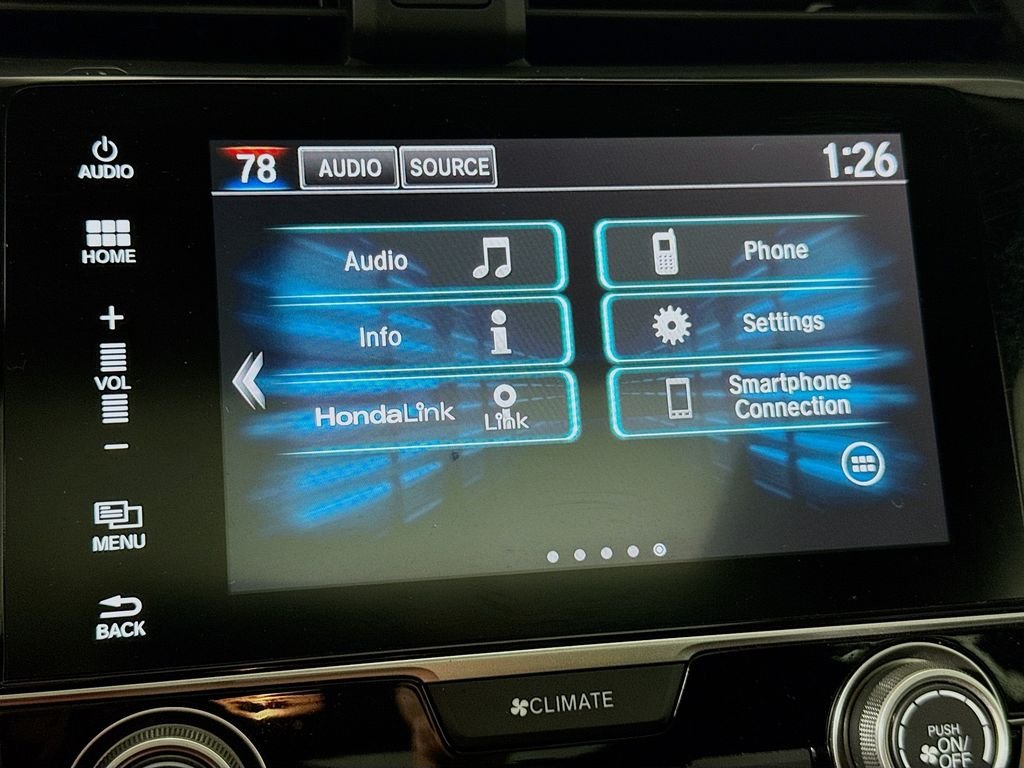 AUDIO
HOME
+
VOL
-
MENU
BACK
78 AUDIO SOURCE 1:26
Audio
Phone
Info
Settings
HondaLink
Link
Smartphone
Connection
CLIMATE
PUSH
ON/
OFF